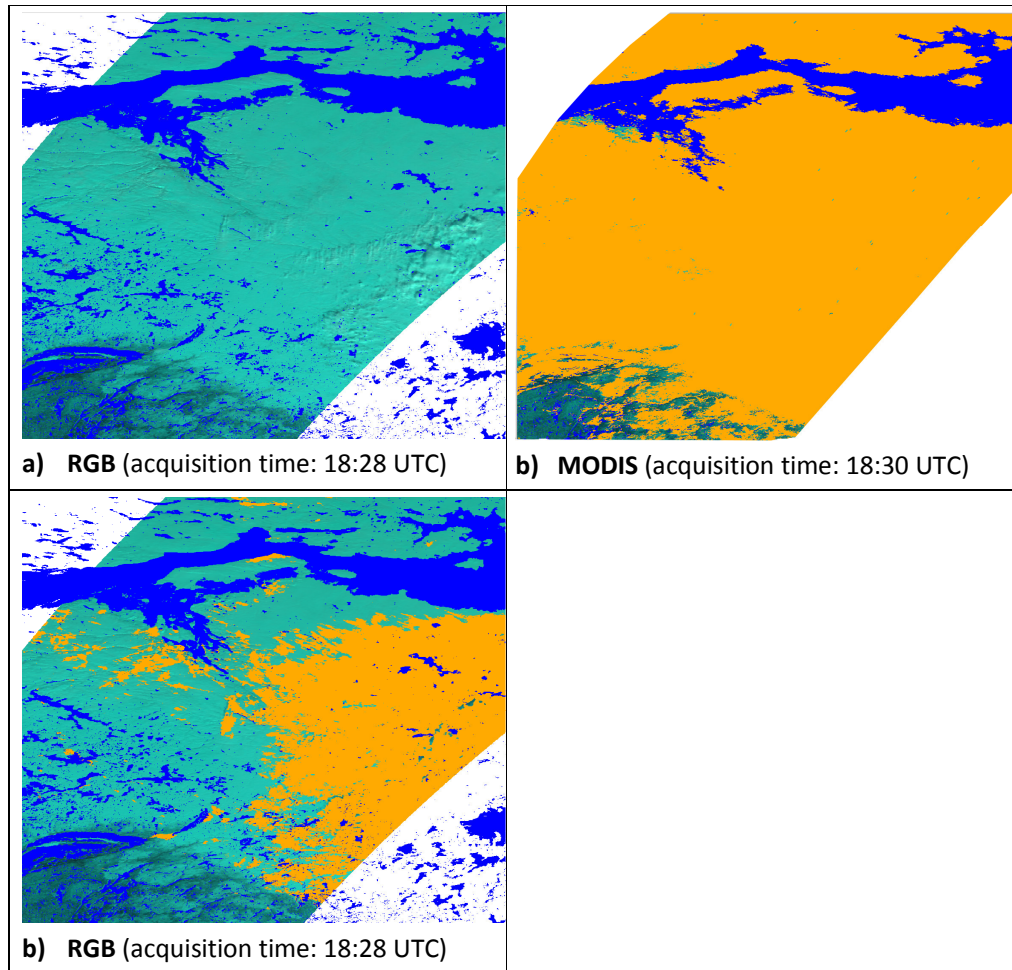 a) RGB (acquisition time: 18:28 UTC)
b) MODIS (acquisition time: 18:30 UTC)
b) RGB (acquisition time: 18:28 UTC)